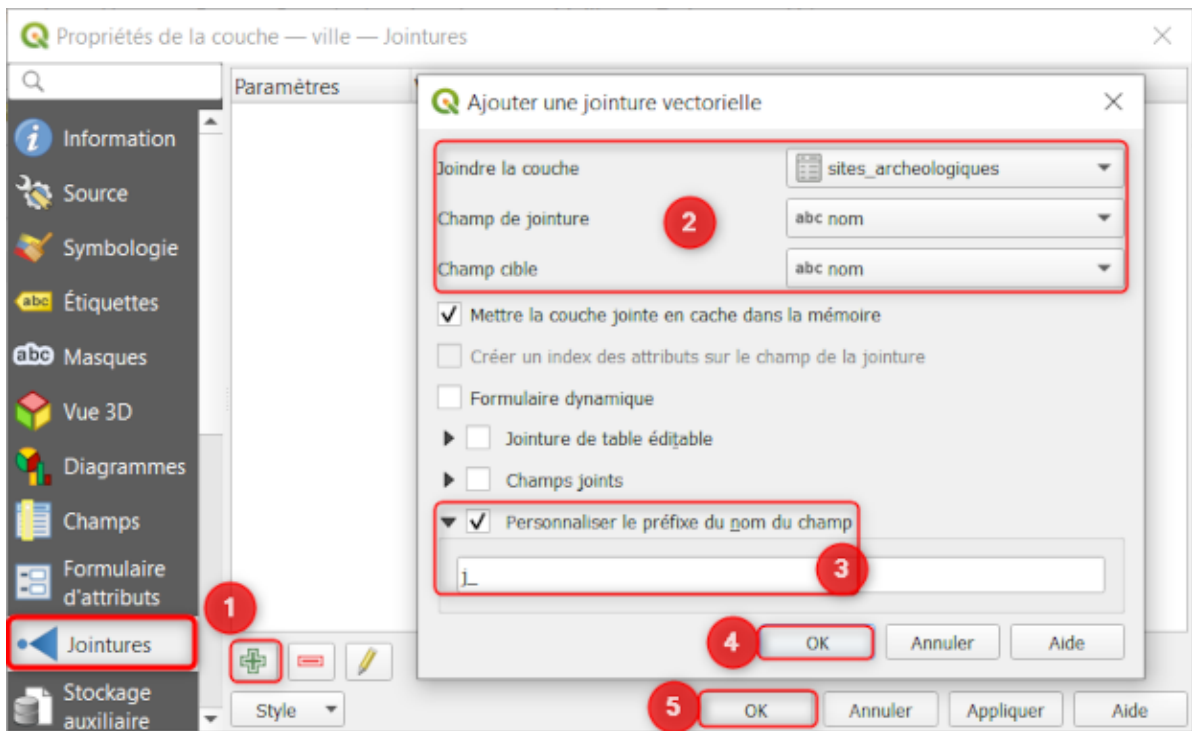 Propriétés de la couche — ville — Jointures
Paramètres
Information
Source
Symbologie
abc Étiquettes
abc Masques
Vue 3D
Diagrammes
Champs
Formulaire
d'attributs
1
Jointures
Stockage
auxiliaire
Style
Ajouter une jointure vectorielle
Joindre la couche
sites_archeologiques
Champ de jointure
2
abc nom
Champ cible
abc nom
Mettre la couche jointe en cache dans la mémoire
Créer un index des attributs sur le champ de la jointure
Formulaire dynamique
Jointure de table éditable
Champs joints
Personnaliser le préfixe du nom du champ
j_
3
4
OK
Annuler
Aide
5
OK
Annuler
Appliquer
Aide